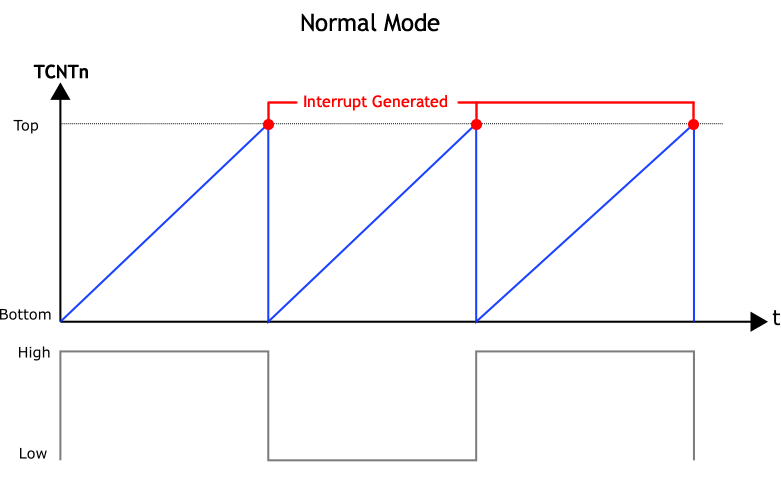 Normal Mode
TCNTn
Interrupt Generated
Top
Bottom
t
High
Low